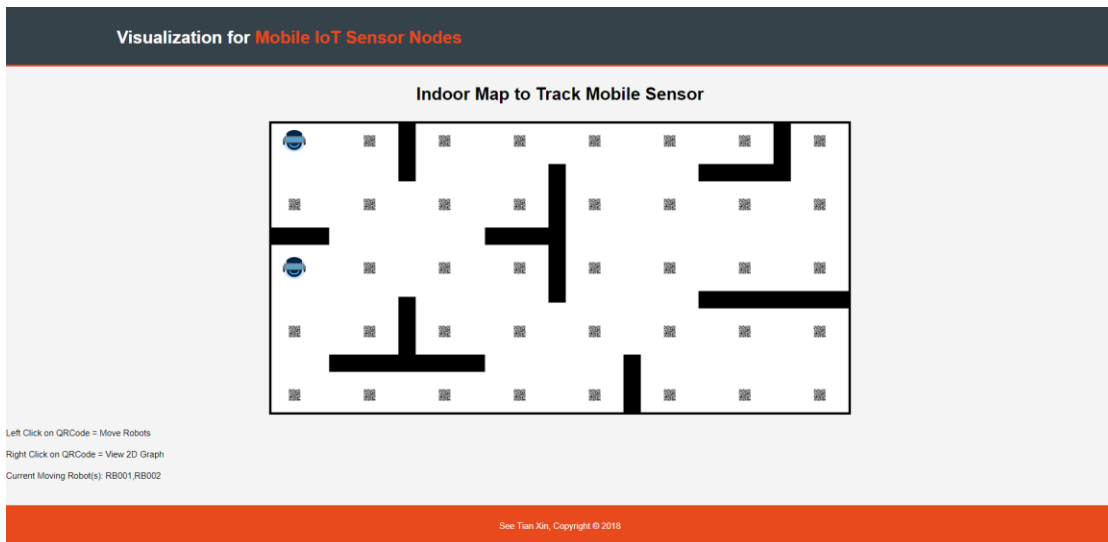 Visualization for Mobile IoT Sensor Nodes
Indoor Map to Track Mobile Sensor
Left Click on QRCode = Move Robots
Right Click on QRCode = View 2D Graph
Current Moving Robot(s): RB001,RB002
See Tian Xin, Copyright © 2018